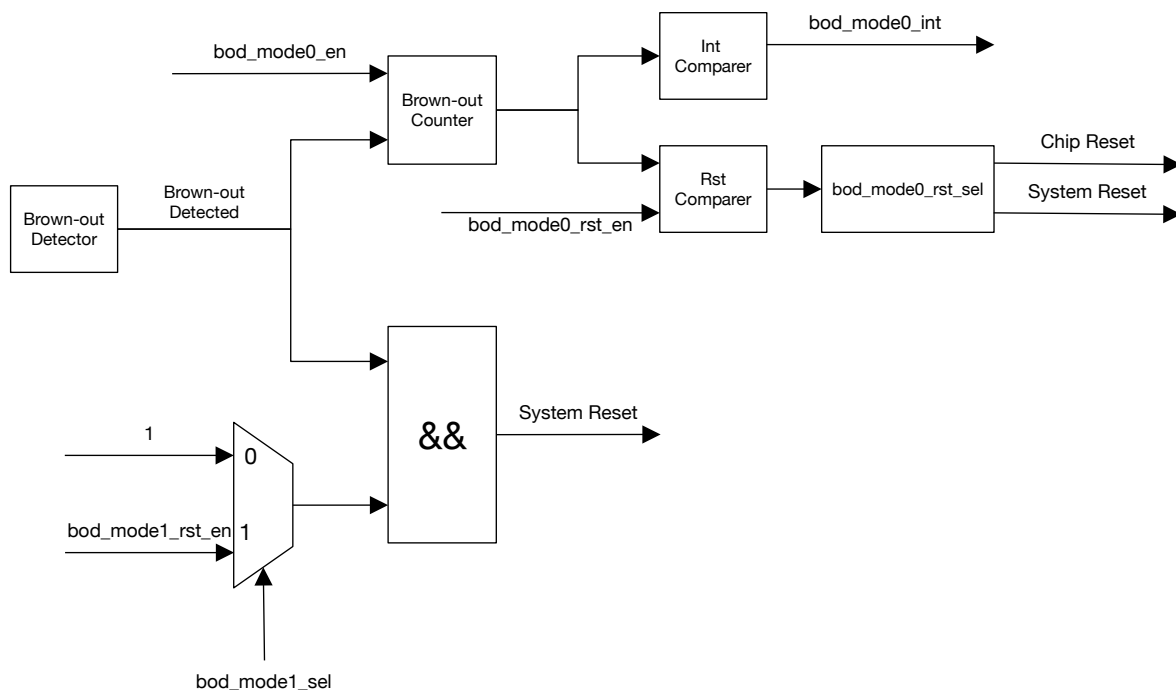 bod_mode0_en
Brown-out
Counter
Int
Comparer
bod_mode0_int
Brown-out
Detector
Brown-out
Detected
bod_mode0_rst_en
Rst
Comparer
bod_mode0_rst_sel
Chip Reset
System Reset
&&
System Reset
1
0
bod_mode1_rst_en
1
bod_mode1_sel